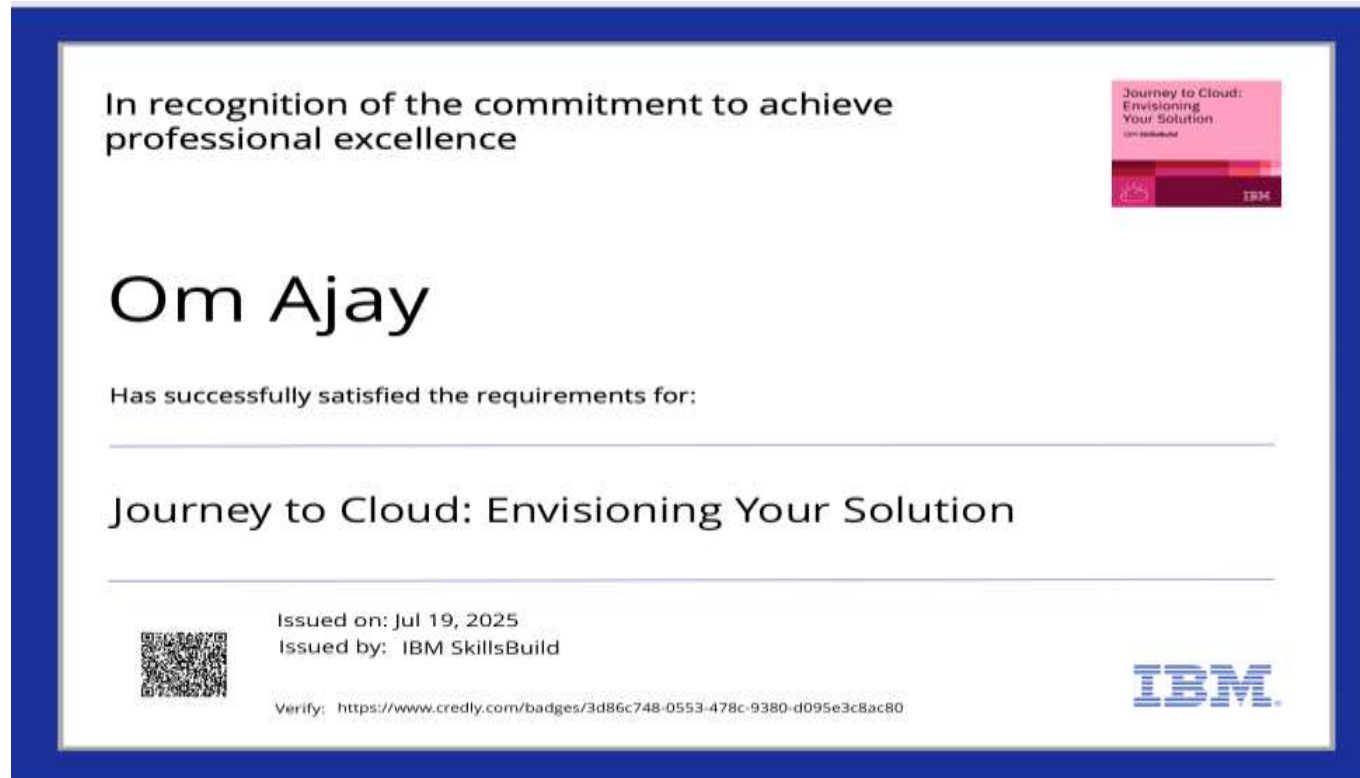 In recognition of the commitment to achieve
professional excellence
Journey to Cloud:
Envisioning
Your Solution
IBM SkillsBuild
IBM
Om Ajay
Has successfully satisfied the requirements for:
Journey to Cloud: Envisioning Your Solution
Issued on: Jul 19, 2025
Issued by: IBM SkillsBuild
Verify: https://www.credly.com/badges/3d86c748-0553-478c-9380-d095e3c8ac80
IBM.